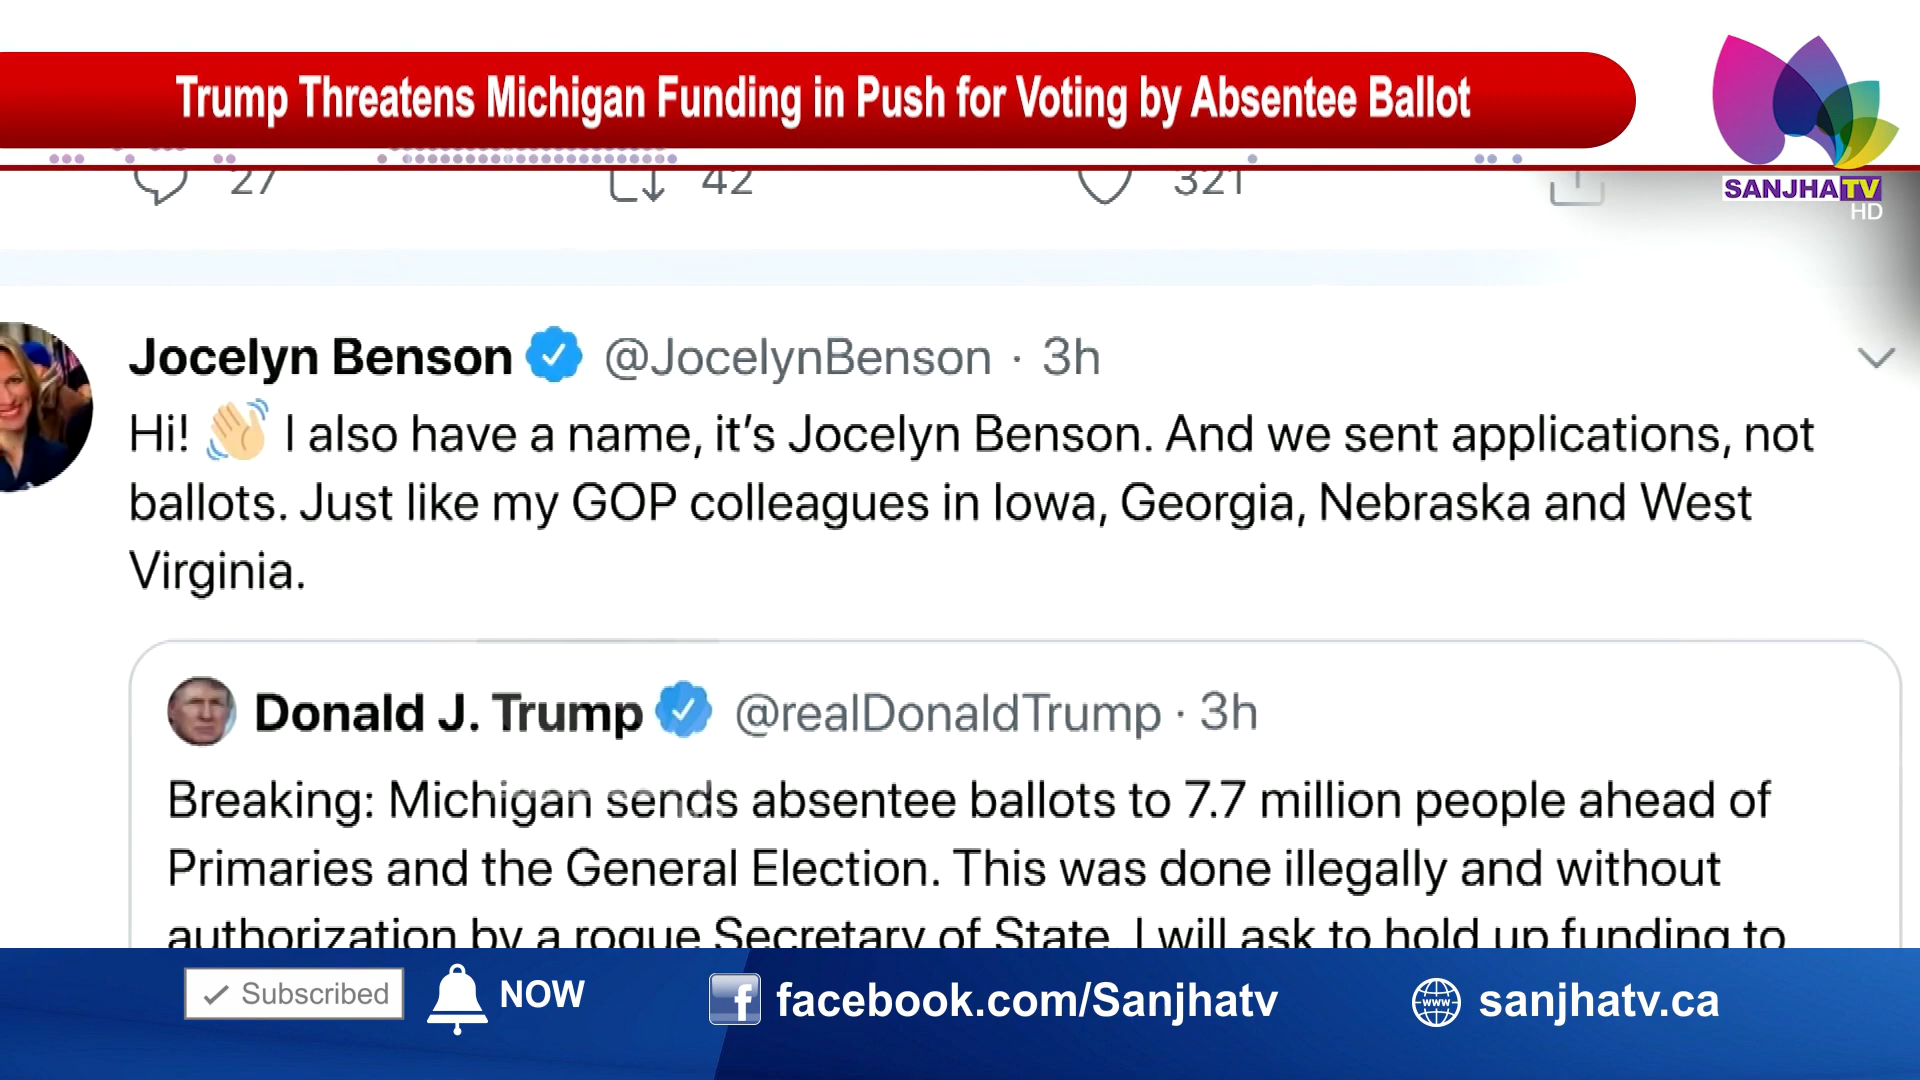 Trump Threatens Michigan Funding in Push for Voting by Absentee Ballot
SANJHATV
HD
27 42 321
Jocelyn Benson @JocelynBenson · 3h
Hi! 👋🏼 I also have a name, it’s Jocelyn Benson. And we sent applications, not
ballots. Just like my GOP colleagues in Iowa, Georgia, Nebraska and West
Virginia.
Donald J. Trump @realDonaldTrump · 3h
Breaking: Michigan sends absentee ballots to 7.7 million people ahead of
Primaries and the General Election. This was done illegally and without
authorization by a rogue Secretary of State. I will ask to hold up funding to
✓ Subscribed NOW f facebook.com/Sanjhatv www sanjhatv.ca